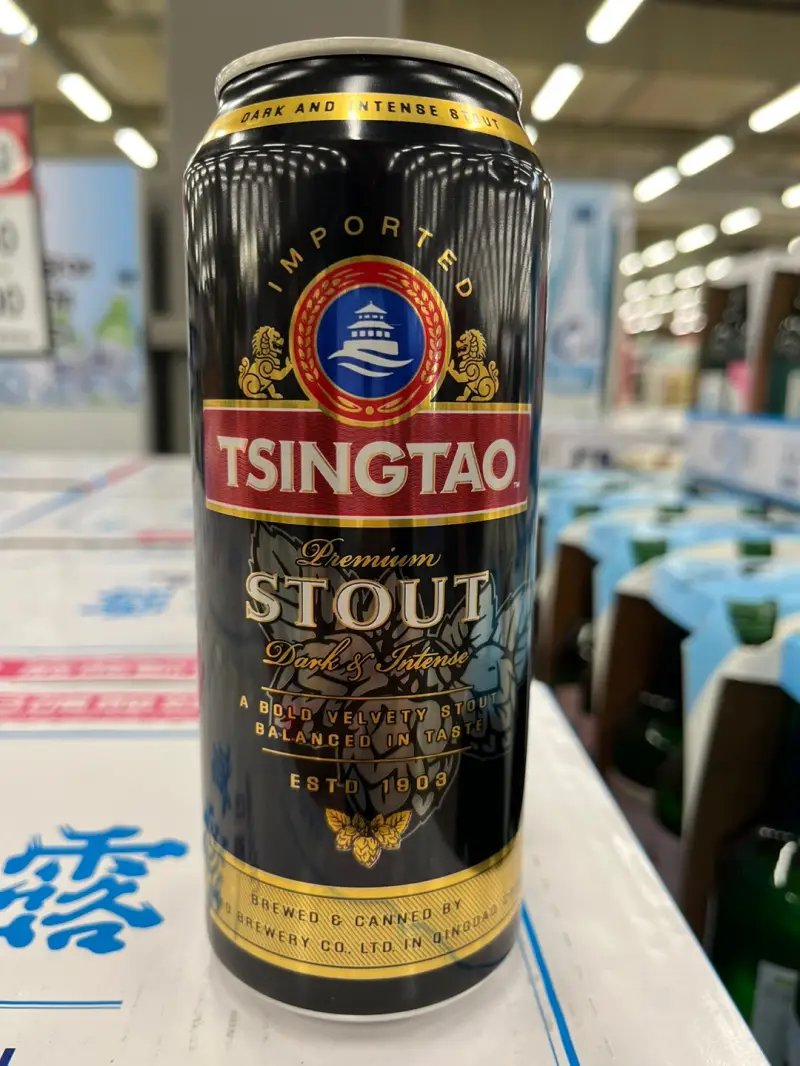 DARK AND INTENSE STOUT
IMPORTED
TSINGTAO
Premium
STOUT
Dark & Intense
A BOLD VELVETY STOUT
BALANCED IN TASTE
ESTD 1903
BREWED & CANNED BY
BREWERY CO. LTD. IN QINGDAO
露